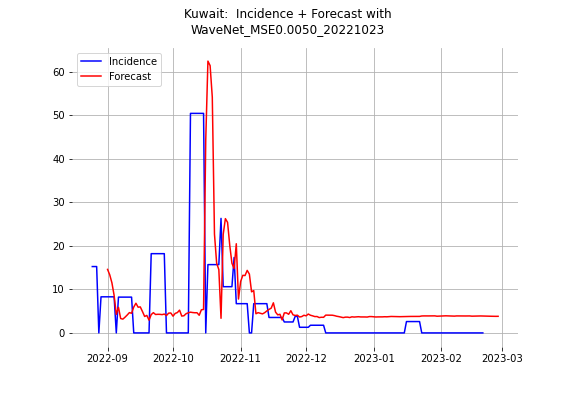 Kuwait:  Incidence + Forecast with
WaveNet_MSE0.0050_20221023
Incidence
Forecast
60
50
40
30
20
10
0
2022-09 2022-10 2022-11 2022-12 2023-01 2023-02 2023-03